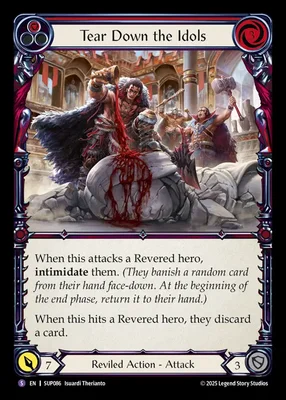 Tear Down the Idols
When this attacks a Revered hero,
intimidate them. (They banish a random card
from their hand face-down. At the beginning of
the end phase, return it to their hand.)
When this hits a Revered hero, they discard
a card.
7 Reviled Action - Attack 3
S EN | SUP086 Isuardi Therianto © 2025 Legend Story Studios